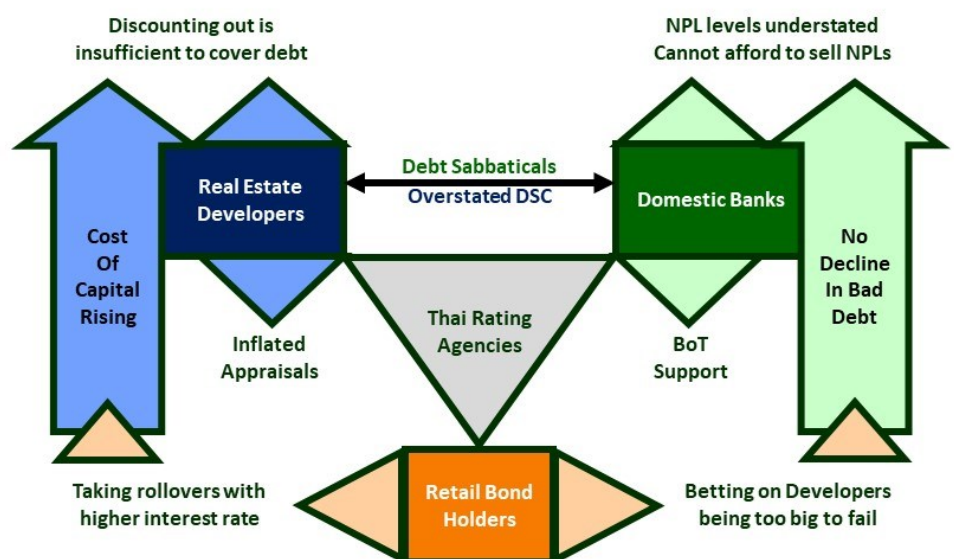 Discounting out is
insufficient to cover debt
NPL levels understated
Cannot afford to sell NPLs
Real Estate
Developers
Debt Sabbaticals
Overstated DSC
Domestic Banks
Cost
Of
Capital
Rising
No
Decline
In Bad
Debt
Inflated
Appraisals
Thai Rating
Agencies
BoT
Support
Taking rollovers with
higher interest rate
Retail Bond
Holders
Betting on Developers
being too big to fail